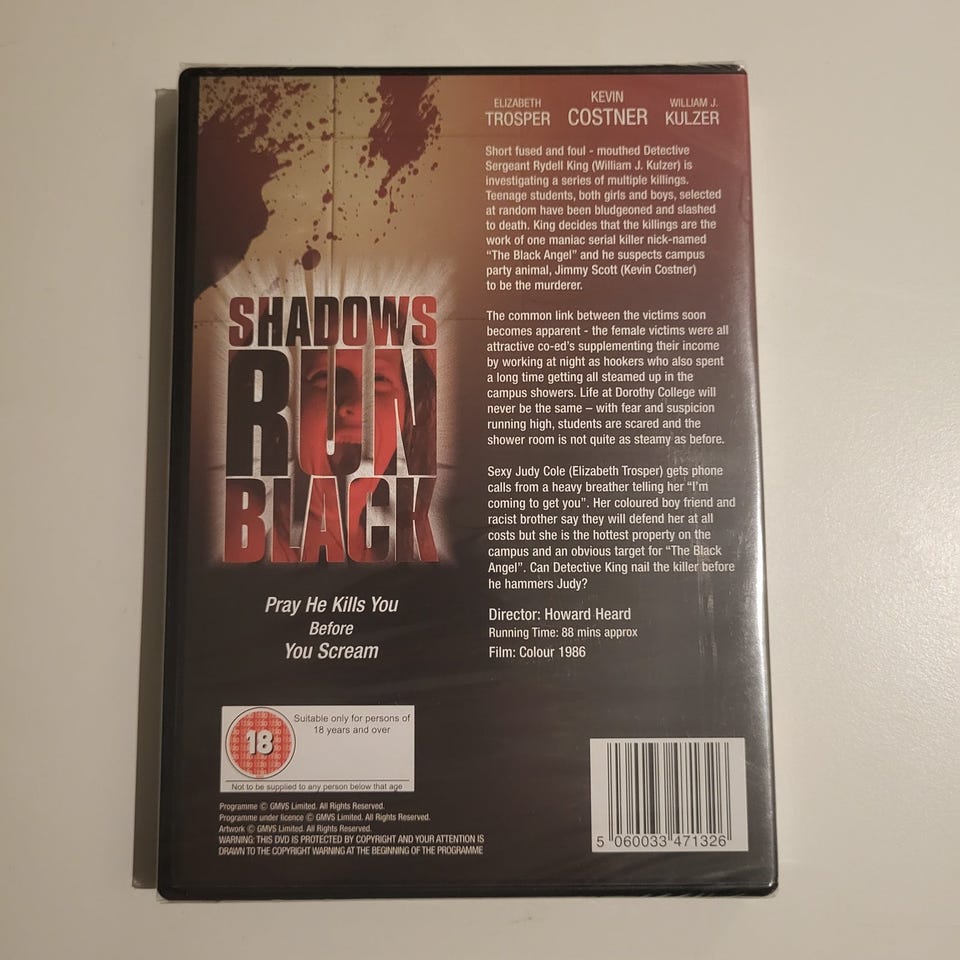 ELIZABETH
TROSPER
KEVIN
COSTNER
WILLIAM J.
KULZER
Short fused and foul - mouthed Detective
Sergeant Rydell King (William J. Kulzer) is
investigating a series of multiple killings.
Teenage students, both girls and boys, selected
at random have been bludgeoned and slashed
to death. King decides that the killings are the
work of one maniac serial killer nick-named
"The Black Angel" and he suspects campus
party animal, Jimmy Scott (Kevin Costner)
to be the murderer.
The common link between the victims soon
becomes apparent - the female victims were all
attractive co-ed's supplementing their income
by working at night as hookers who also spent
a long time getting all steamed up in the
campus showers. Life at Dorothy College will
never be the same – with fear and suspicion
running high, students are scared and the
shower room is not quite as steamy as before.
Sexy Judy Cole (Elizabeth Trosper) gets phone
calls from a heavy breather telling her "I'm
coming to get you". Her coloured boy friend and
racist brother say they will defend her at all
costs but she is the hottest property on the
campus and an obvious target for "The Black
Angel". Can Detective King nail the killer before
he hammers Judy?
Director: Howard Heard
Running Time: 88 mins approx
Film: Colour 1986
SHADOWS
RUN
BLACK
Pray He Kills You
Before
You Scream
18
Suitable only for persons of
18 years and over
Not to be supplied to any person below that age
Programme © GMVS Limited. All Rights Reserved.
Programme under licence © GMVS Limited. All Rights Reserved.
Artwork © GMVS Limited. All Rights Reserved.
WARNING: THIS DVD IS PROTECTED BY COPYRIGHT AND YOUR ATTENTION IS
DRAWN TO THE COPYRIGHT WARNING AT THE BEGINNING OF THE PROGRAMME
5 060033 471326